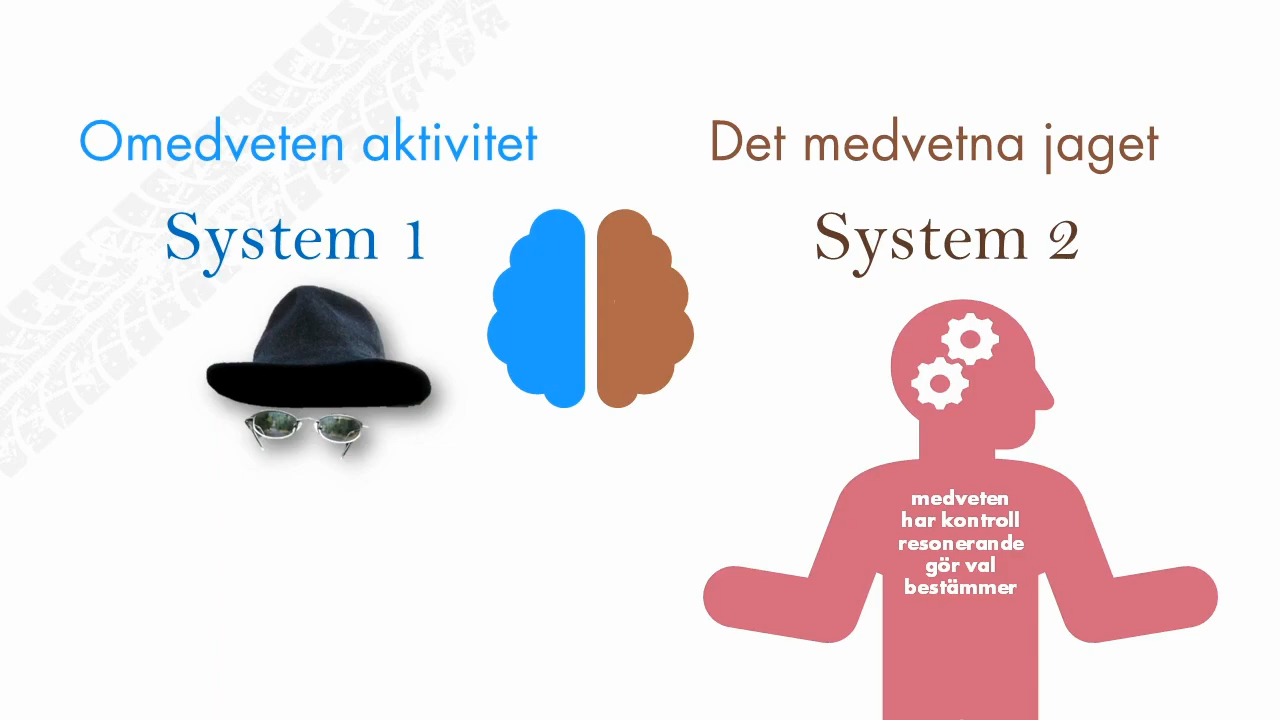 Omedveten aktivitet
System 1
Det medvetna jaget
System 2
medveten
har kontroll
resonerande
gör val
bestämmer